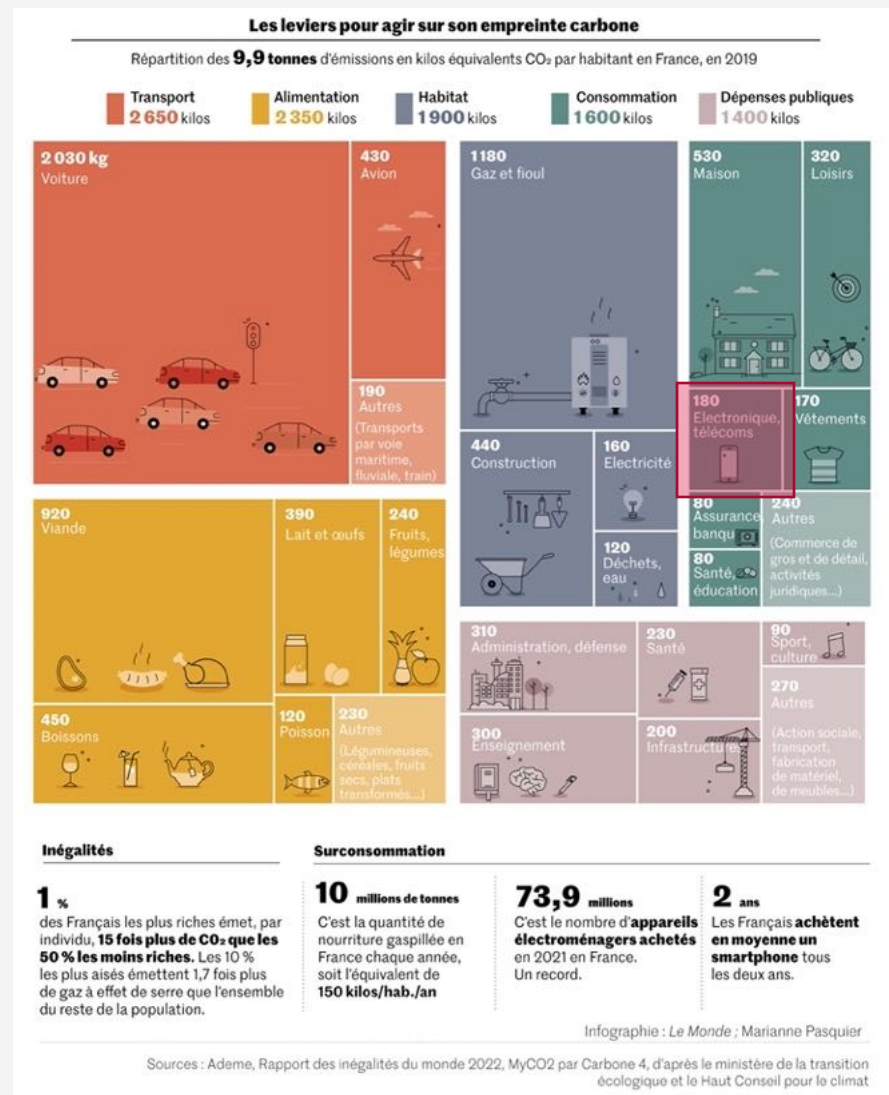 Les leviers pour agir sur son empreinte carbone
Répartition des 9,9 tonnes d'émissions en kilos équivalents CO₂ par habitant en France, en 2019
Transport
2 650 kilos
Alimentation
2 350 kilos
Habitat
1 900 kilos
Consommation
1 600 kilos
Dépenses publiques
1 400 kilos
2 030 kg
Voiture
430
Avion
190
Autres
(Transports
par voie
maritime,
fluviale, train)
920
Viande
390
Lait et œufs
240
Fruits,
légumes
450
Boissons
120
Poisson
230
Autres
(Légumineuses,
céréales, fruits
secs, plats
transformés...)
1180
Gaz et fioul
440
Construction
160
Electricité
120
Déchets,
eau
530
Maison
320
Loisirs
180
Electronique,
télécoms
170
Vêtements
80
Assurance,
banqu
80
Santé,
éducation
240
Autres
(Commerce de
gros et de détail,
activités
juridiques...)
310
Administration, défense
230
Santé
90
Sport,
culture
300
Enseignement
200
Infrastructure
270
Autres
(Action sociale,
transport,
fabrication
de matériel,
de meubles...)
Inégalités
1 %
des Français les plus riches émet, par
individu, 15 fois plus de CO₂ que les
50 % les moins riches. Les 10 %
les plus aisés émettent 1,7 fois plus
de gaz à effet de serre que l'ensemble
du reste de la population.
Surconsommation
10 millions de tonnes
C'est la quantité de
nourriture gaspillée en
France chaque année,
soit l'équivalent de
150 kilos/hab./an
73,9 millions
C'est le nombre d'appareils
électroménagers achetés
en 2021 en France.
Un record.
2 ans
Les Français achètent
en moyenne un
smartphone tous
les deux ans.
Infographie : Le Monde ; Marianne Pasquier
Sources : Ademe, Rapport des inégalités du monde 2022, MyCO2 par Carbone 4, d'après le ministère de la transition
écologique et le Haut Conseil pour le climat